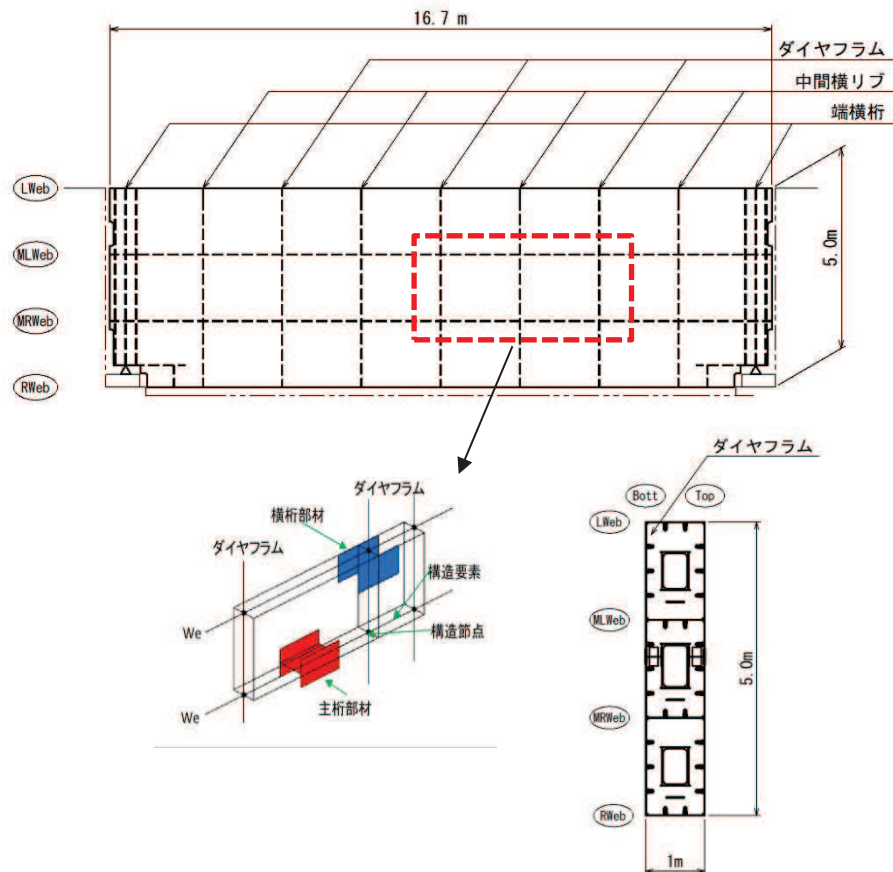 16.7 m
ダイヤフラム
中間横リブ
端横桁
LWeb
MLWeb
MRWeb
RWeb
5.0m
ダイヤフラム
横桁部材
ダイヤフラム
構造要素
We
構造節点
We
主桁部材
ダイヤフラム
Bott
Top
LWeb
MLWeb
MRWeb
RWeb
5.0m
1m